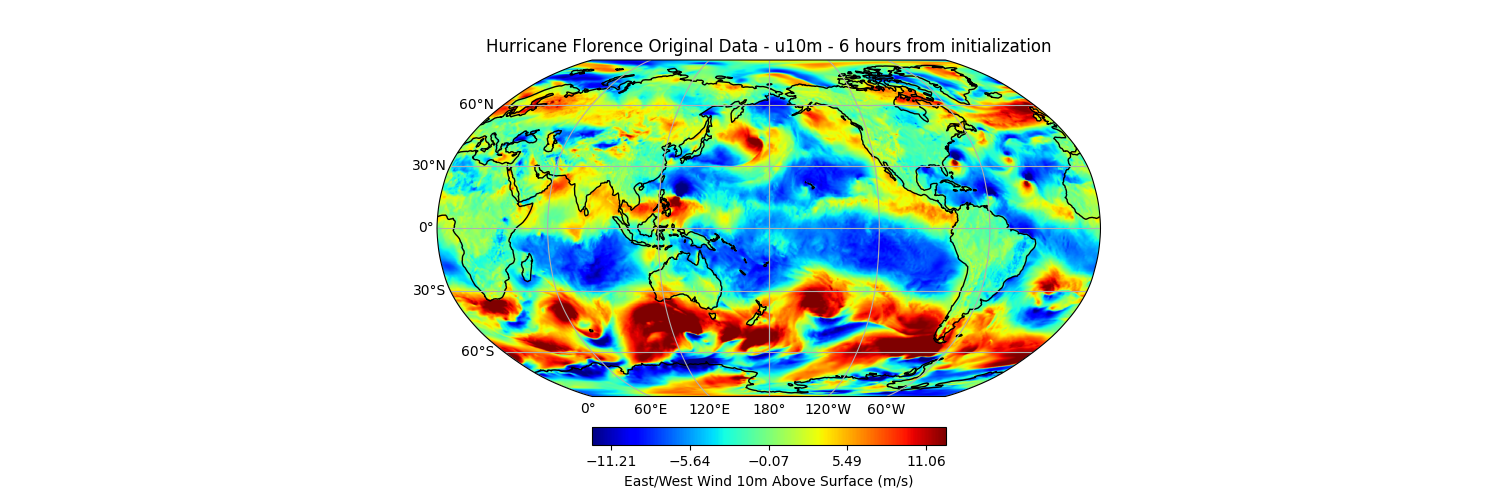 Hurricane Florence Original Data - u10m - 6 hours from initialization
60°N
30°N
0°
30°S
60°S
0° 60°E 120°E 180° 120°W 60°W
−11.21 −5.64 −0.07 5.49 11.06
East/West Wind 10m Above Surface (m/s)